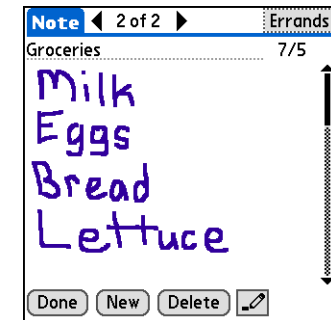 Note 2 of 2 Errands
Groceries 7/5
Milk
Eggs
Bread
Lettuce
Done New Delete